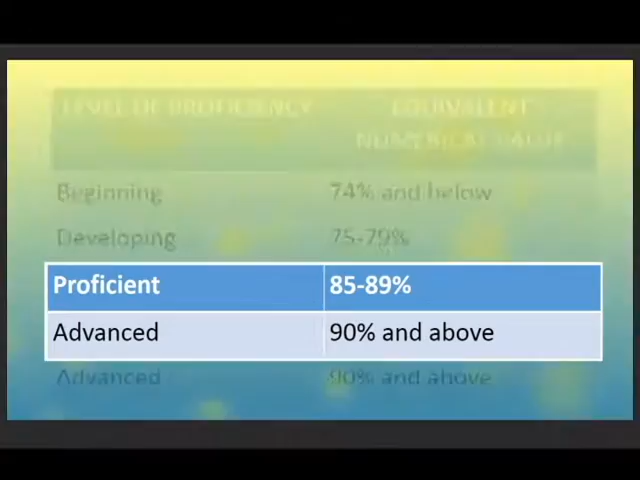 LEVEL OF PROFICIENCY EQUIVALENT
NUMERICAL VALUE
Beginning 74% and below
Developing 75-79%
Proficient 85-89%
Advanced 90% and above
Advanced 90% and above